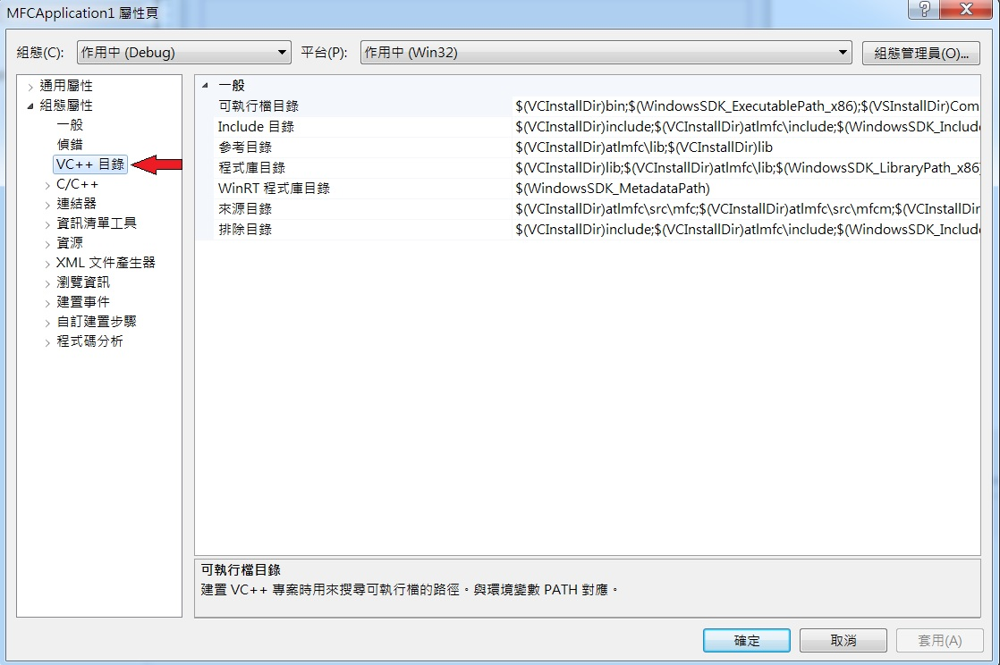 MFCApplication1 屬性頁
組態(C): 作用中 (Debug) 平台(P): 作用中 (Win32) 組態管理員(O)...
通用屬性
組態屬性
一般
偵錯
VC++ 目錄
C/C++
連結器
資訊清單工具
資源
XML 文件產生器
瀏覽資訊
建置事件
自訂建置步驟
程式碼分析
一般
可執行檔目錄 $(VCInstallDir)bin;$(WindowsSDK_ExecutablePath_x86);$(VSInstallDir)Com
Include 目錄 $(VCInstallDir)include;$(VCInstallDir)atlmfc\include;$(WindowsSDK_Include
參考目錄 $(VCInstallDir)atlmfc\lib;$(VCInstallDir)lib
程式庫目錄 $(VCInstallDir)lib;$(VCInstallDir)atlmfc\lib;$(WindowsSDK_LibraryPath_x86)
WinRT 程式庫目錄 $(WindowsSDK_MetadataPath)
來源目錄 $(VCInstallDir)atlmfc\src\mfc;$(VCInstallDir)atlmfc\src\mfcm;$(VCInstallDir
排除目錄 $(VCInstallDir)include;$(VCInstallDir)atlmfc\include;$(WindowsSDK_Include
可執行檔目錄
建置 VC++ 專案時用來搜尋可執行檔的路徑。與環境變數 PATH 對應。
確定 取消 套用(A)